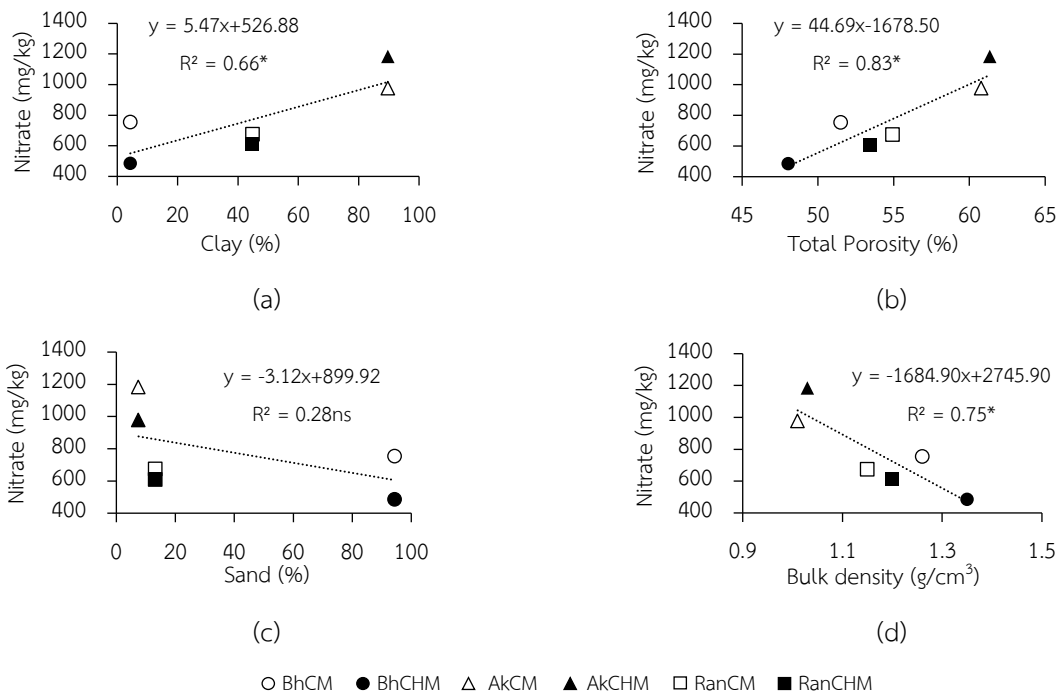 y = 5.47x+526.88
R² = 0.66*
Nitrate (mg/kg)
1400
1200
1000
800
600
400
0 20 40 60 80 100
Clay (%)
(a)
y = 44.69x-1678.50
R² = 0.83*
Nitrate (mg/kg)
1400
1200
1000
800
600
400
45 50 55 60 65
Total Porosity (%)
(b)
y = -3.12x+899.92
R² = 0.28ns
Nitrate (mg/kg)
1400
1200
1000
800
600
400
0 20 40 60 80 100
Sand (%)
(c)
y = -1684.90x+2745.90
R² = 0.75*
Nitrate (mg/kg)
1400
1200
1000
800
600
400
0.9 1.1 1.3 1.5
Bulk density (g/cm³)
(d)
BhCM BhCHM AkCM AkCHM RanCM RanCHM